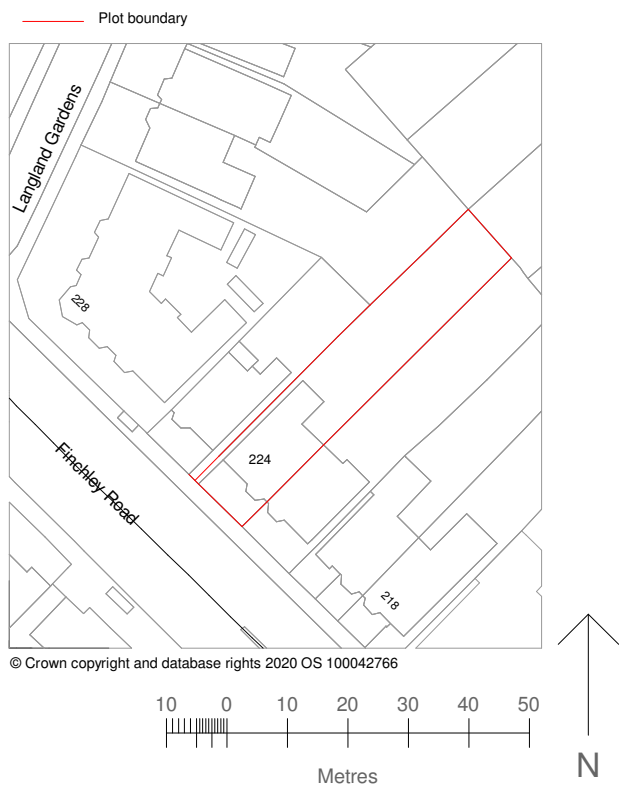 Plot boundary
Langland Gardens
228
Finchley Road
224
218
© Crown copyright and database rights 2020 OS 100042766
10 0 10 20 30 40 50
Metres
N